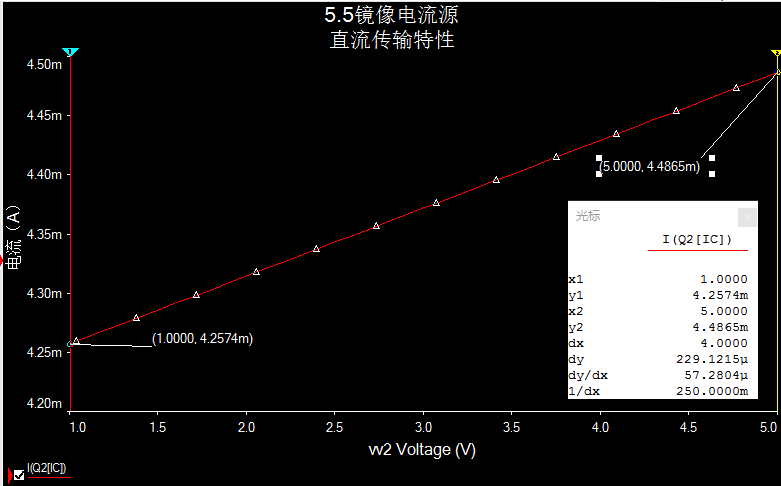 5.5镜像电流源
直流传输特性
1
2
4.50m
4.45m
4.40m
4.35m
4.30m
4.25m
4.20m
电流（A）
(5.0000, 4.4865m)
(1.0000, 4.2574m)
光标
x
I(Q2[IC])
x1 1.0000
y1 4.2574m
x2 5.0000
y2 4.4865m
dx 4.0000
dy 229.1215µ
dy/dx 57.2804µ
1/dx 250.0000m
1.0 1.5 2.0 2.5 3.0 3.5 4.0 4.5 5.0
vv2 Voltage (V)
I(Q2[IC])